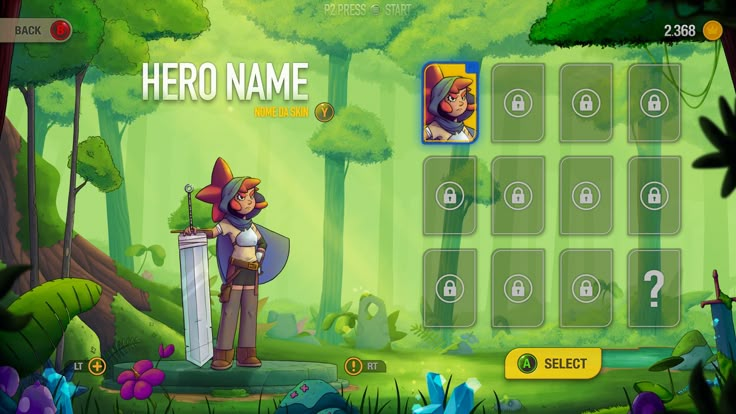 P2 PRESS START
BACK B
2.368
HERO NAME
NOME DA SKIN Y
?
LT
! RT
A SELECT